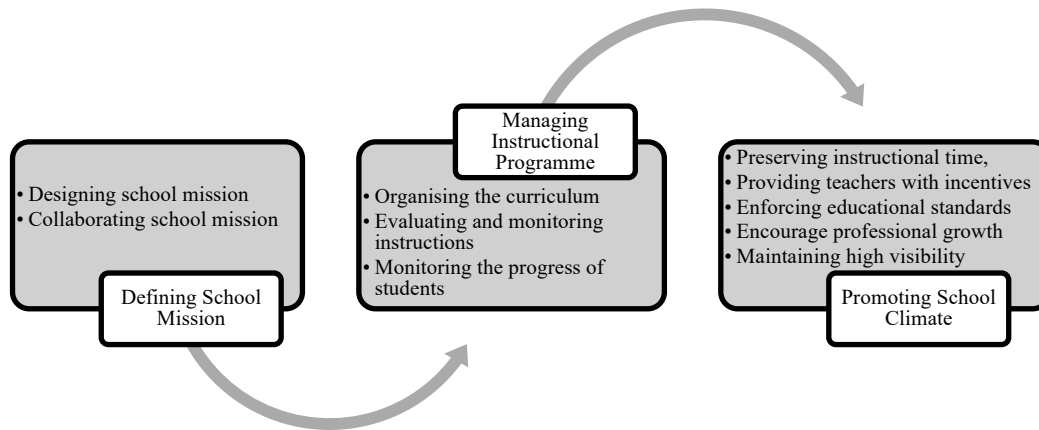 • Designing school mission
• Collaborating school mission
Defining School
Mission
Managing
Instructional
Programme
• Organising the curriculum
• Evaluating and monitoring
instructions
• Monitoring the progress of
students
• Preserving instructional time,
• Providing teachers with incentives
• Enforcing educational standards
• Encourage professional growth
• Maintaining high visibility
Promoting School
Climate